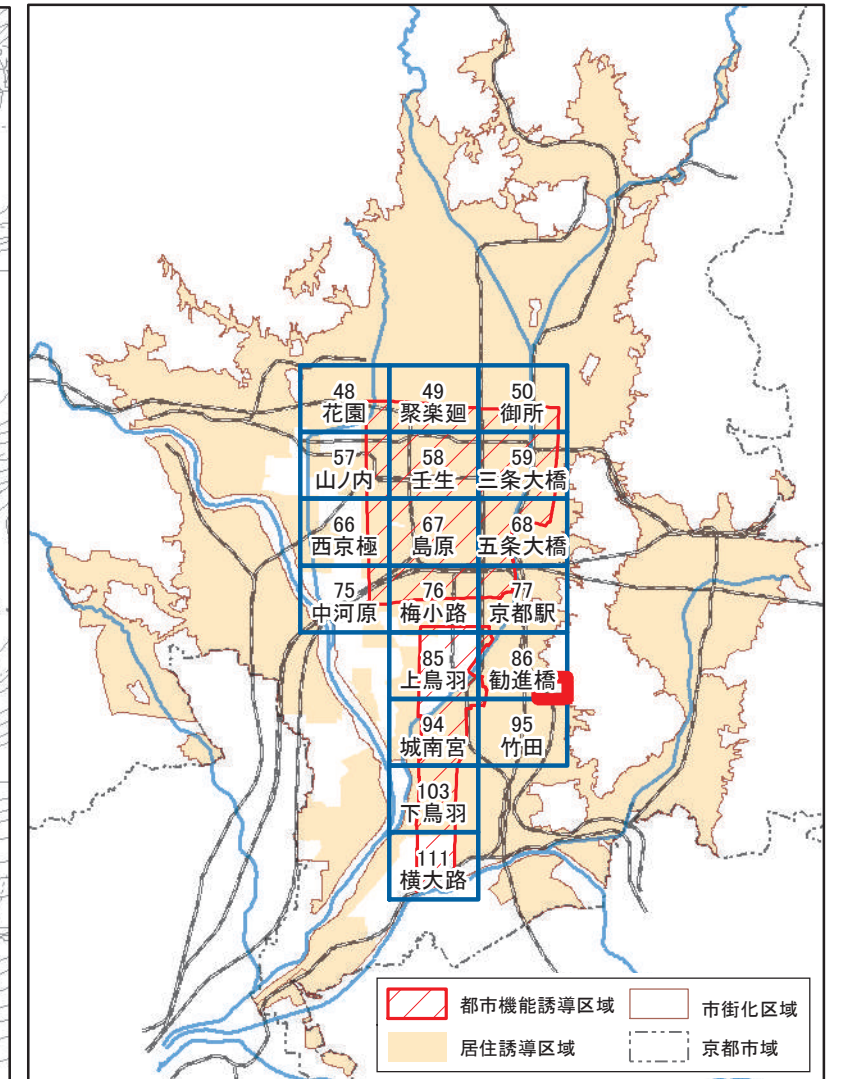 48
花園
49
聚楽廻
50
御所
57
山ノ内
58
壬生
59
三条大橋
66
西京極
67
島原
68
五条大橋
75
中河原
76
梅小路
77
京都駅
85
上鳥羽
86
勧進橋
94
城南宮
95
竹田
103
下鳥羽
111
横大路
都市機能誘導区域
市街化区域
居住誘導区域
京都市域